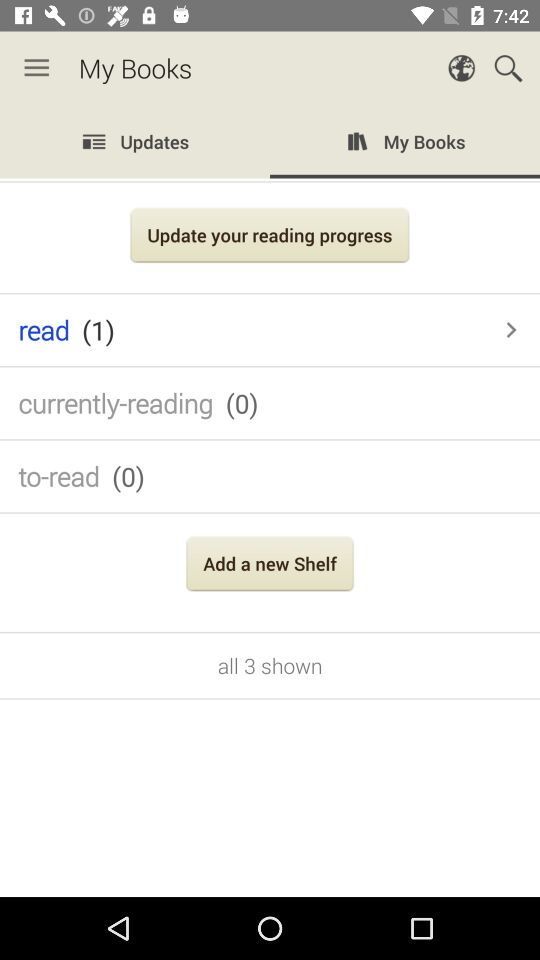 7:42
My Books
Updates My Books
Update your reading progress
read (1)
currently-reading (0)
to-read (0)
Add a new Shelf
all 3 shown